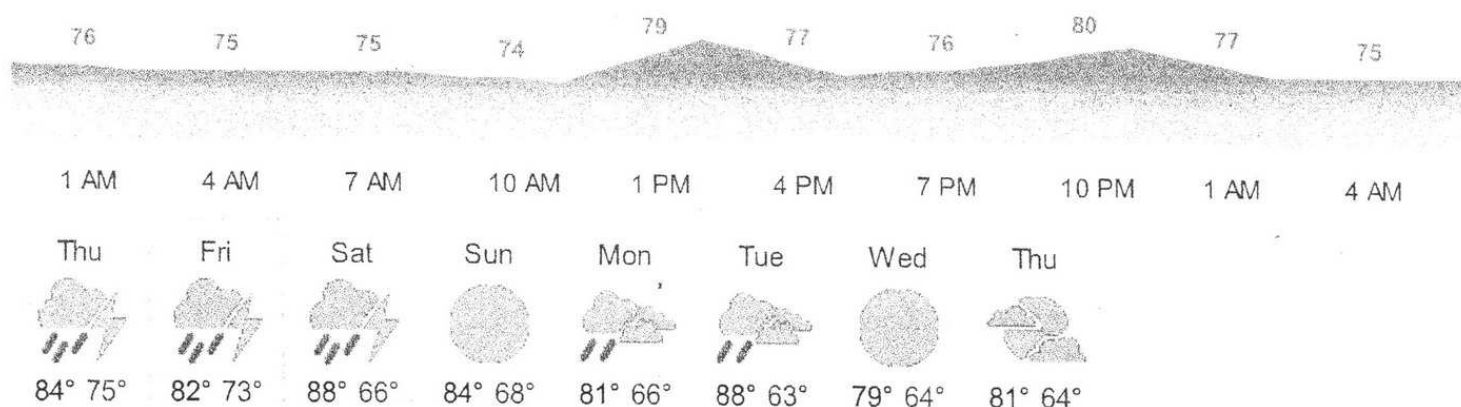 76 75 75 74 79 77 76 80 77 75
1 AM 4 AM 7 AM 10 AM 1 PM 4 PM 7 PM 10 PM 1 AM 4 AM
Thu Fri Sat Sun Mon Tue Wed Thu
84° 75° 82° 73° 88° 66° 84° 68° 81° 66° 88° 63° 79° 64° 81° 64°